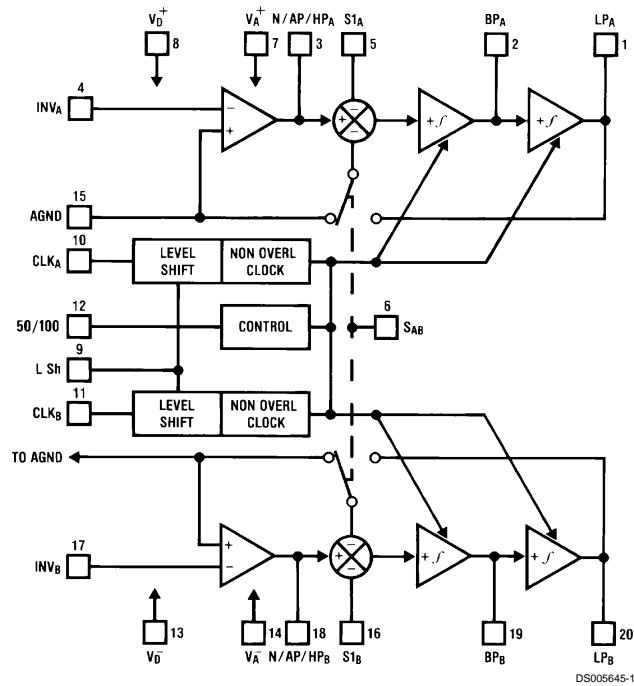 V_D^+ V_A^+ N/AP/HP_A S1_A BP_A LP_A
8 7 3 5 2 1
4
INV_A − + + − − + ∫ + ∫
15
AGND
10
CLK_A LEVEL SHIFT NON OVERL CLOCK
12
50/100 CONTROL 6 S_AB
9
L Sh
11
CLK_B LEVEL SHIFT NON OVERL CLOCK
TO AGND
17
INV_B + − + − − + ∫ + ∫
13 14 18 16 19 20
V_D^- V_A^- N/AP/HP_B S1_B BP_B LP_B
DS005645-1